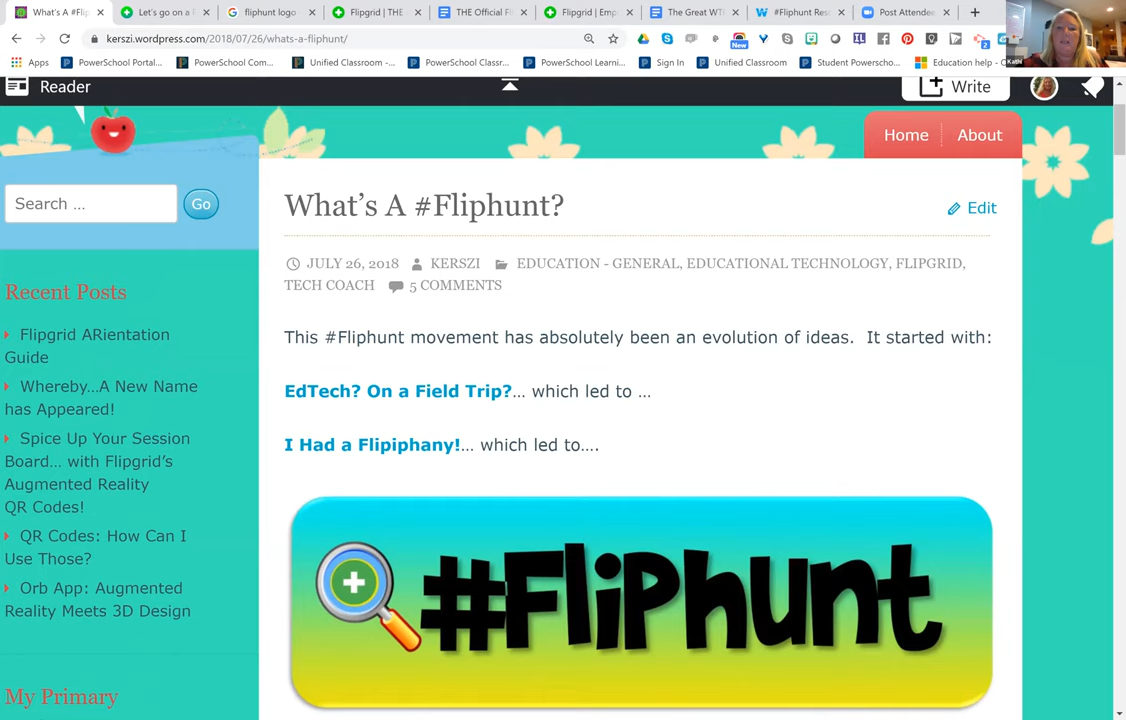 What's A #Flip
Let's go on a
fliphunt logo
Flipgrid | THE
THE Official Fl
Flipgrid | Emp
The Great WT
#Fliphunt Res
Post Attendee
kerszi.wordpress.com/2018/07/26/whats-a-fliphunt/
Kathi
Apps
PowerSchool Portal...
PowerSchool Com...
Unified Classroom -...
PowerSchool Classr...
PowerSchool Learni...
Sign In
Unified Classroom
Student Powerscho...
Education help -
New
2
Reader
Write
Home
About
Search ...
Go
What's A #Fliphunt?
Edit
JULY 26, 2018 KERSZI EDUCATION - GENERAL, EDUCATIONAL TECHNOLOGY, FLIPGRID,
TECH COACH 5 COMMENTS
This #Fliphunt movement has absolutely been an evolution of ideas. It started with:
EdTech? On a Field Trip?... which led to ...
I Had a Flipiphany!... which led to....
#FliPhunt
Recent Posts
Flipgrid ARientation
Guide
Whereby...A New Name
has Appeared!
Spice Up Your Session
Board... with Flipgrid's
Augmented Reality
QR Codes!
QR Codes: How Can I
Use Those?
Orb App: Augmented
Reality Meets 3D Design
My Primary